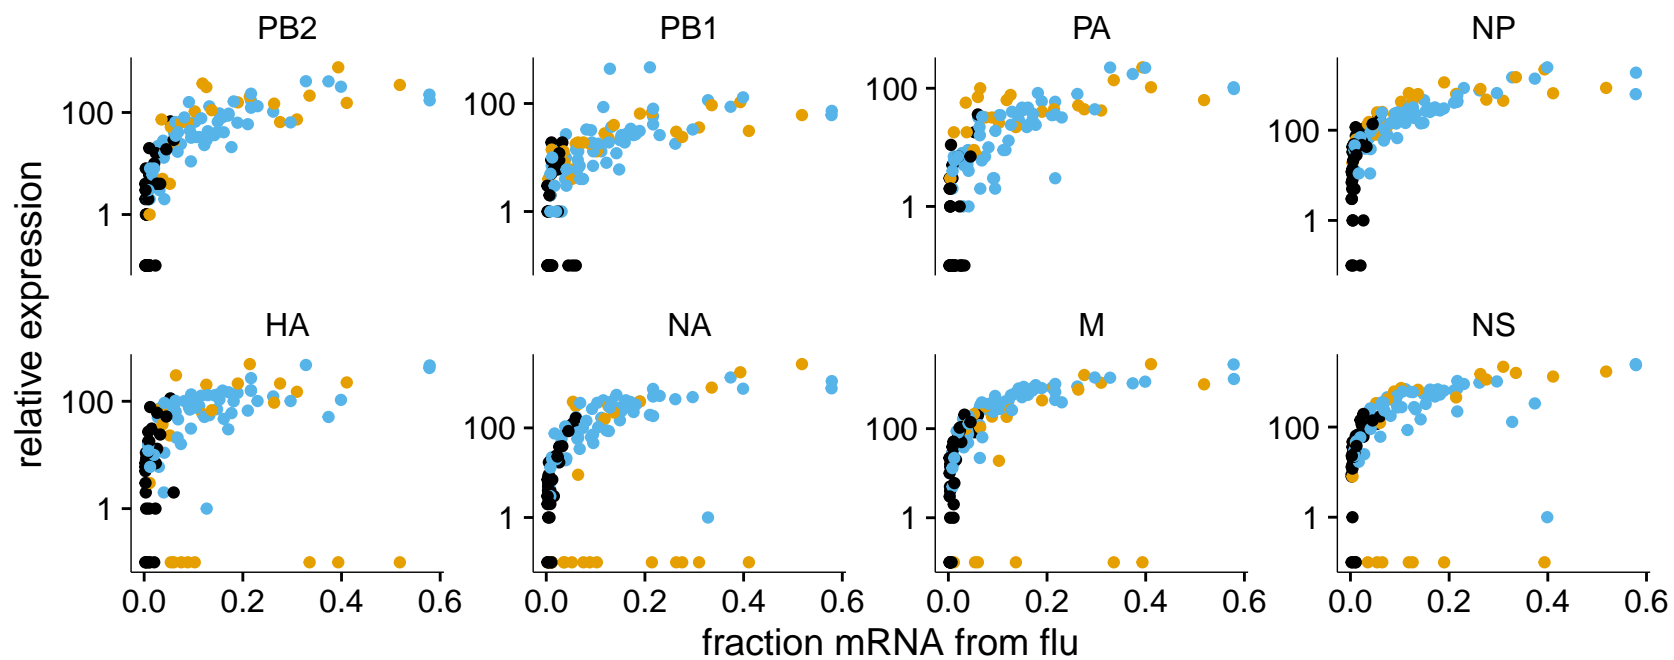 PB2 PB1 PA NP
100 100 100 100
1 1 1 1
relative expression
HA NA M NS
100 100 100 100
1 1 1 1
0.0 0.2 0.4 0.6 0.0 0.2 0.4 0.6 0.0 0.2 0.4 0.6 0.0 0.2 0.4 0.6
fraction mRNA from flu